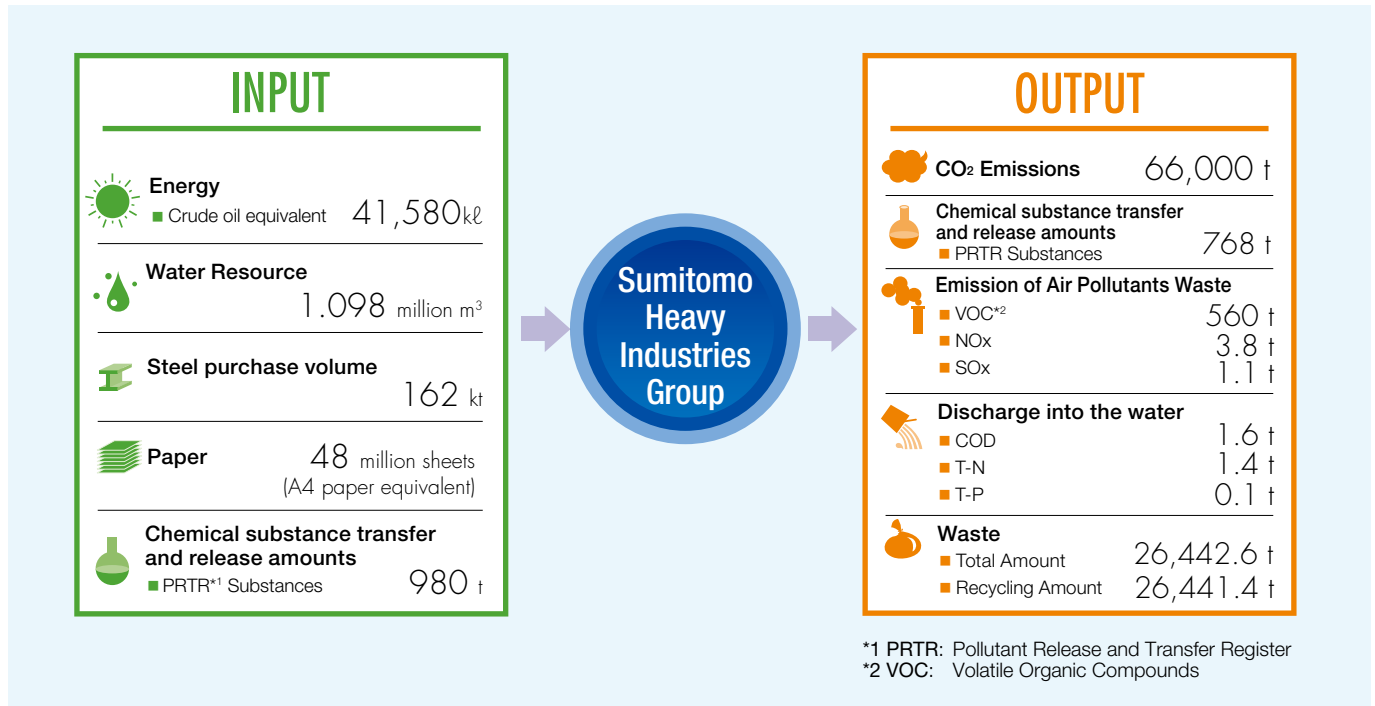 INPUT
Energy
■ Crude oil equivalent 41,580kℓ
Water Resource
1.098 million m³
Steel purchase volume
162 kt
Paper 48 million sheets
(A4 paper equivalent)
Chemical substance transfer
and release amounts
■ PRTR*¹ Substances 980 t
Sumitomo
Heavy
Industries
Group
OUTPUT
CO₂ Emissions 66,000 t
Chemical substance transfer
and release amounts
■ PRTR Substances 768 t
Emission of Air Pollutants Waste
■ VOC*² 560 t
■ NOx 3.8 t
■ SOx 1.1 t
Discharge into the water
■ COD 1.6 t
■ T-N 1.4 t
■ T-P 0.1 t
Waste
■ Total Amount 26,442.6 t
■ Recycling Amount 26,441.4 t
*1 PRTR: Pollutant Release and Transfer Register
*2 VOC: Volatile Organic Compounds